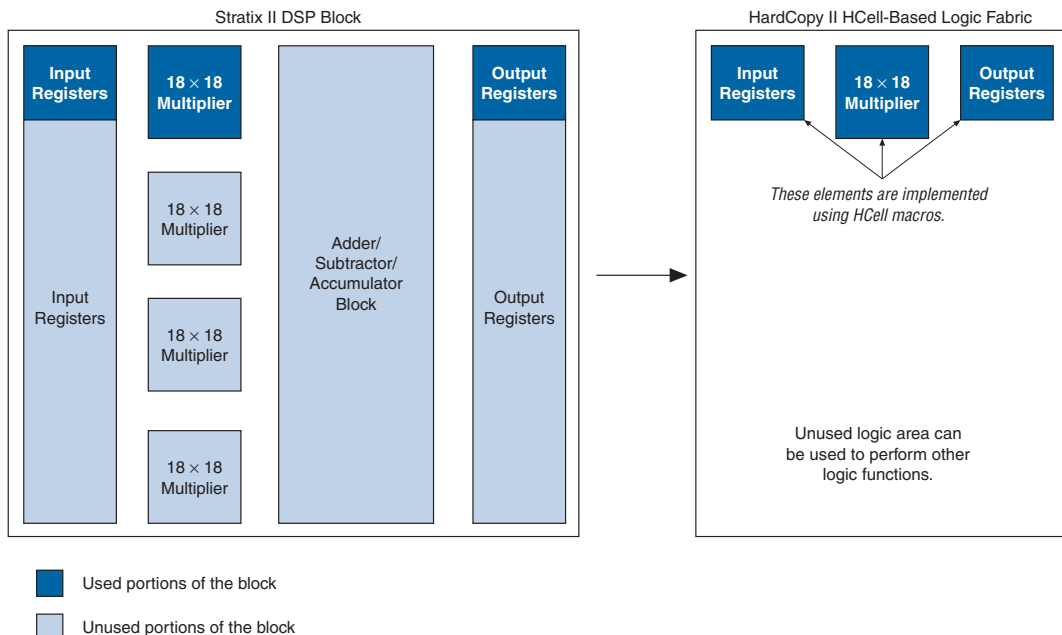 Stratix II DSP Block
Input
Registers
18 × 18
Multiplier
Output
Registers
18 × 18
Multiplier
Input
Registers
Adder/
Subtractor/
Accumulator
Block
Output
Registers
18 × 18
Multiplier
18 × 18
Multiplier
HardCopy II HCell-Based Logic Fabric
Input
Registers
18 × 18
Multiplier
Output
Registers
These elements are implemented
using HCell macros.
Unused logic area can
be used to perform other
logic functions.
Used portions of the block
Unused portions of the block